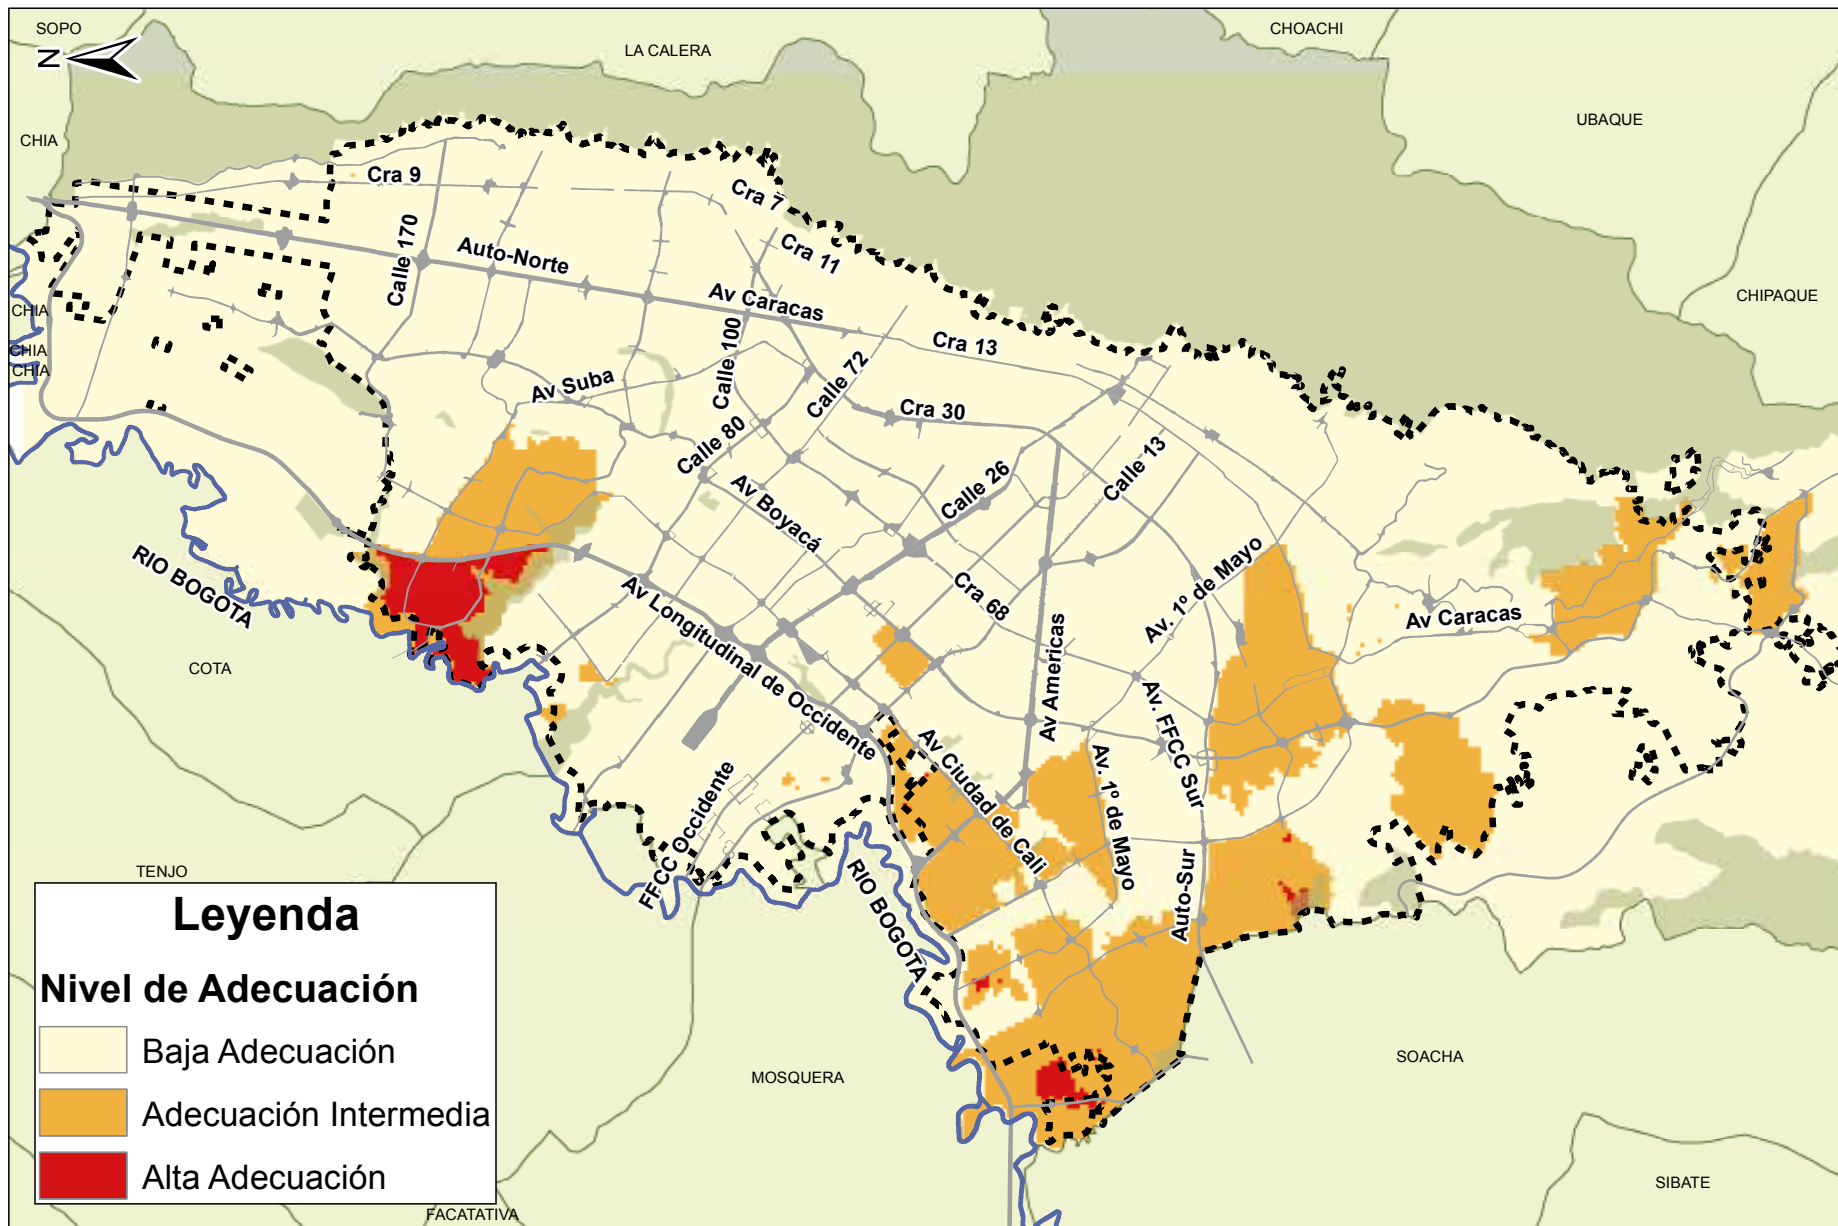 SOPO
N
LA CALERA
CHOACHI
UBAQUE
CHIA
Cra 9
Cra 7
Calle 170
Auto-Norte
Cra 11
CHIPAQUE
CHIA
Av Caracas
Cra 13
CHIA
CHIA
Calle 100
Av Suba
Calle 72
Cra 30
Calle 80
Calle 13
Calle 26
Av Boyacá
RIO BOGOTA
Av Longitudinal de Occidente
Cra 68
Av. 1º de Mayo
Av Caracas
COTA
Av Americas
Av. FFCC Sur
Av Ciudad de Cali
Av. 1º de Mayo
FFCC Occidente
TENJO
RIO BOGOTA
Auto-Sur
Leyenda
Nivel de Adecuación
Baja Adecuación
Adecuación Intermedia
Alta Adecuación
MOSQUERA
SOACHA
SIBATE
FACATATIVA